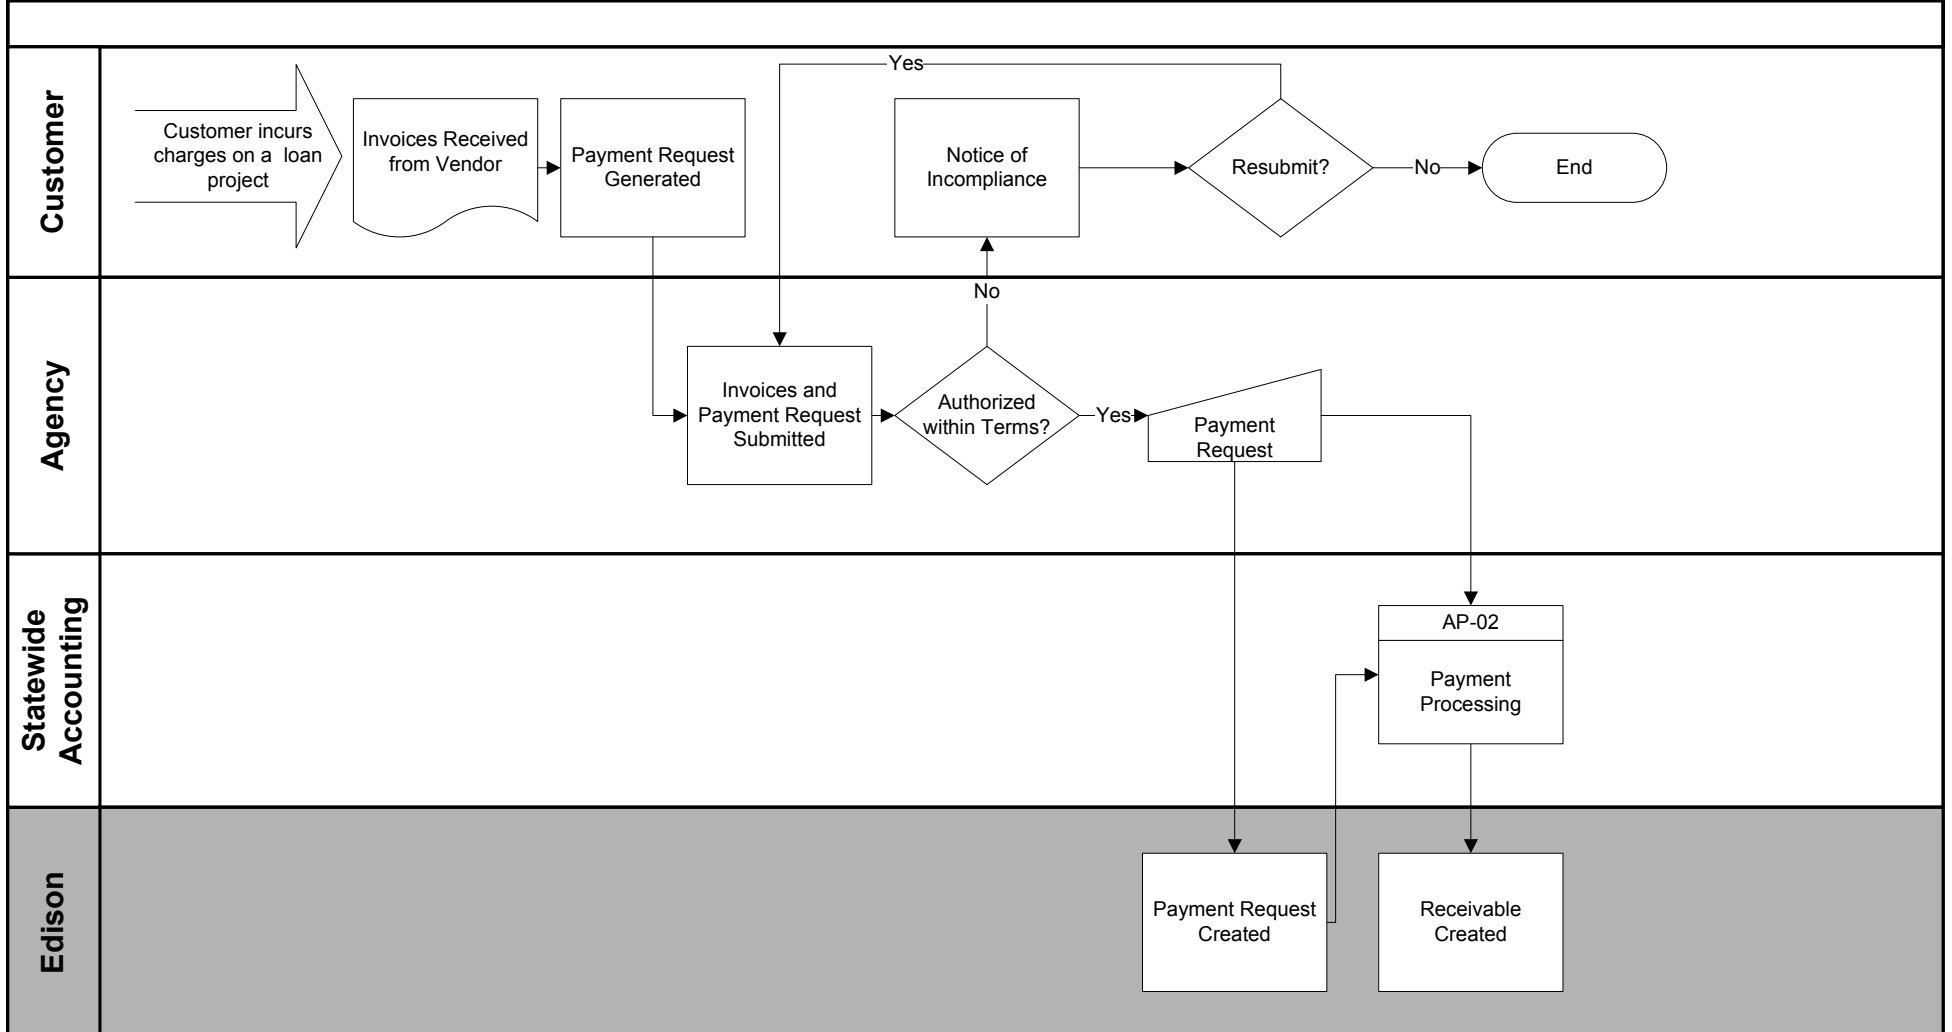 Customer
Customer incurs
charges on a loan
project
Invoices Received
from Vendor
Payment Request
Generated
Yes
Notice of
Incompliance
Resubmit?
No
End
Agency
No
Invoices and
Payment Request
Submitted
Authorized
within Terms?
Yes
Payment
Request
Statewide
Accounting
AP-02
Payment
Processing
Edison
Payment Request
Created
Receivable
Created